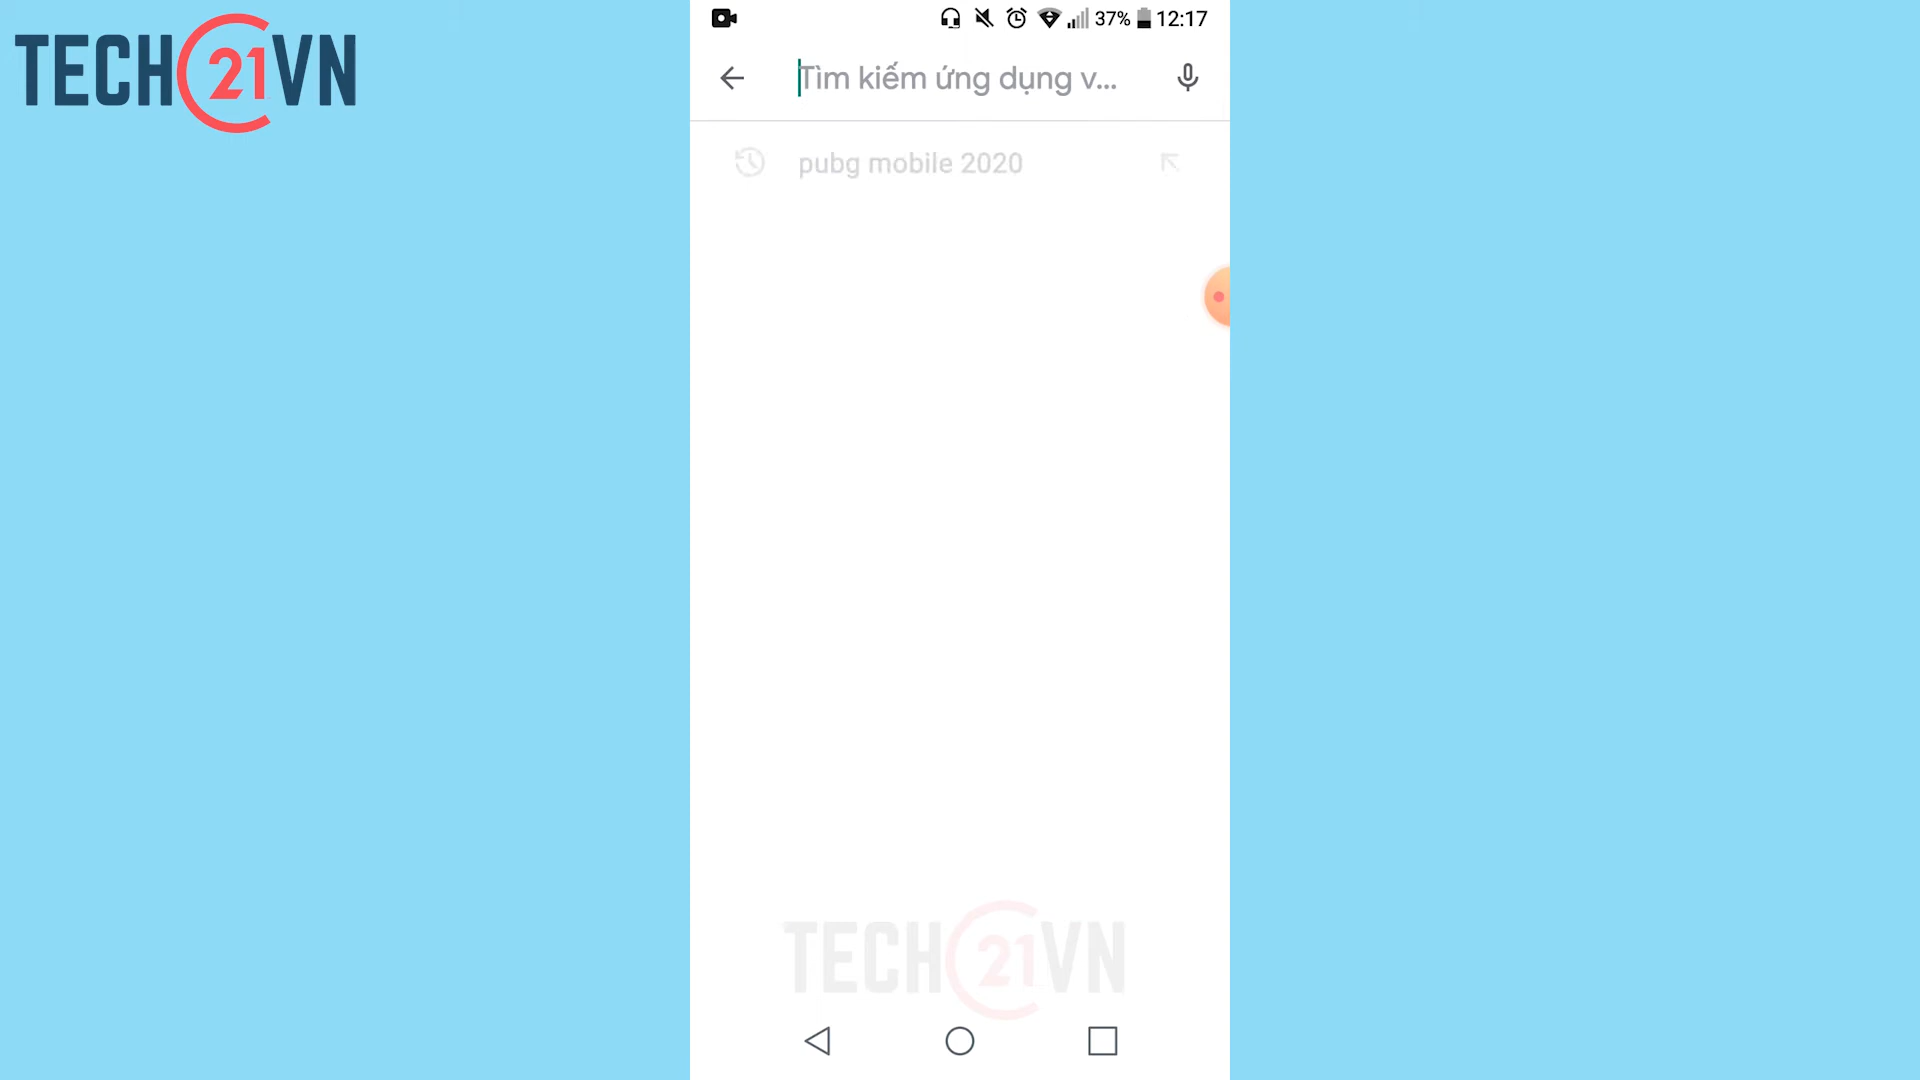 TECH21VN
37% 12:17
Tìm kiếm ứng dụng v...
pubg mobile 2020
TECH21VN